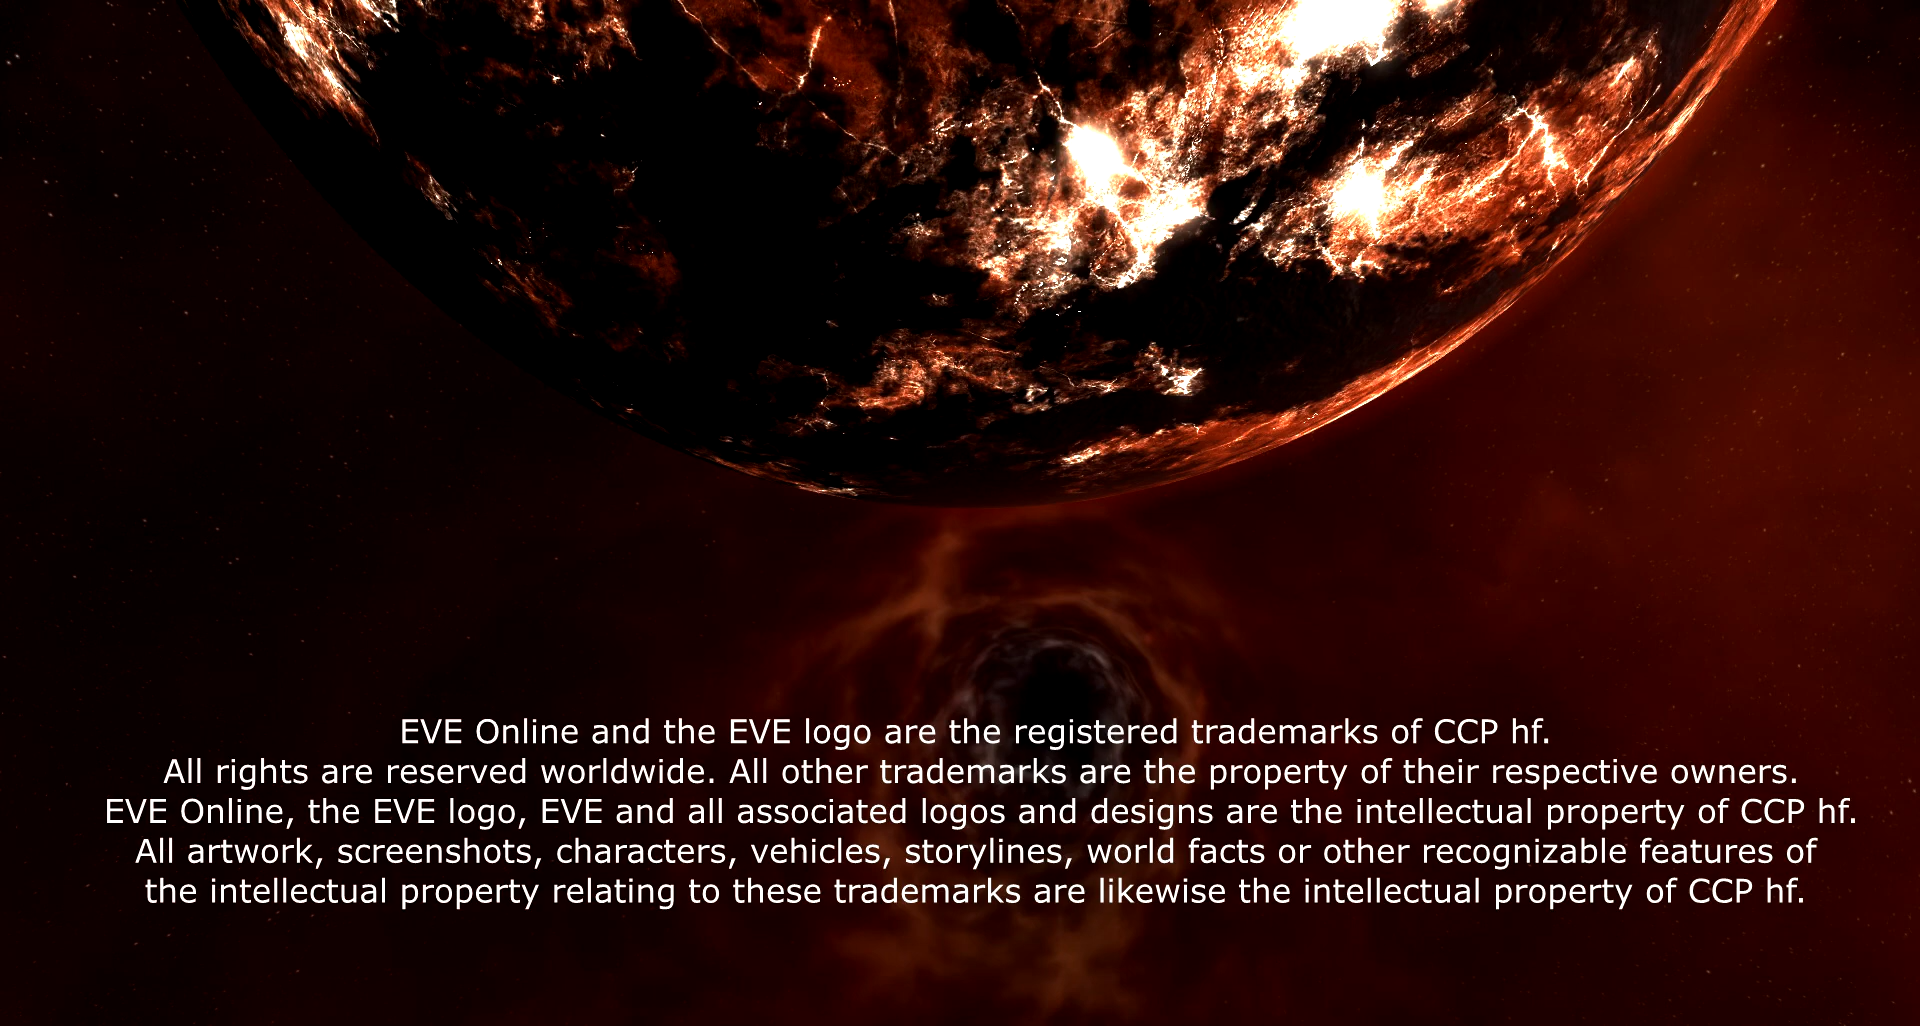 EVE Online and the EVE logo are the registered trademarks of CCP hf.
All rights are reserved worldwide. All other trademarks are the property of their respective owners.
EVE Online, the EVE logo, EVE and all associated logos and designs are the intellectual property of CCP hf.
All artwork, screenshots, characters, vehicles, storylines, world facts or other recognizable features of
the intellectual property relating to these trademarks are likewise the intellectual property of CCP hf.